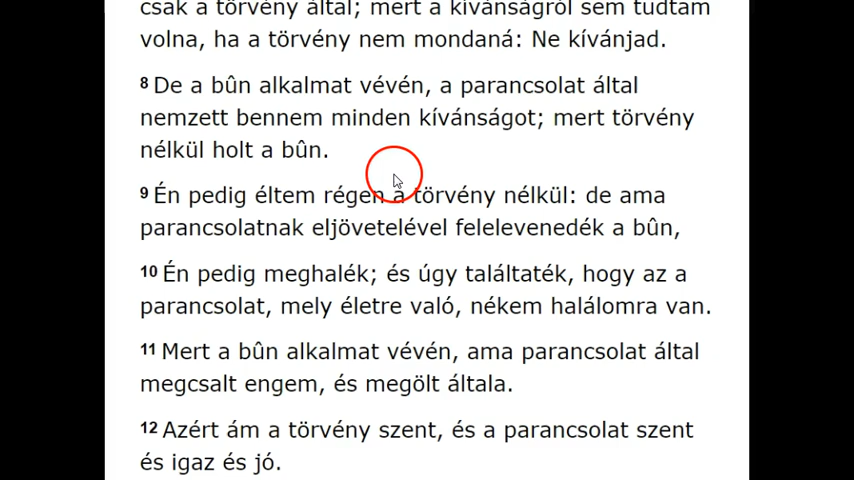 csak a törvény által; mert a kívánságról sem tudtam
volna, ha a törvény nem mondaná: Ne kívánjad.
8 De a bûn alkalmat vévén, a parancsolat által
nemzett bennem minden kívánságot; mert törvény
nélkül holt a bûn.
9 Én pedig éltem régen a törvény nélkül: de ama
parancsolatnak eljövetelével felelevenedék a bûn,
10 Én pedig meghalék; és úgy találtaték, hogy az a
parancsolat, mely életre való, nékem halálomra van.
11 Mert a bûn alkalmat vévén, ama parancsolat által
megcsalt engem, és megölt általa.
12 Azért ám a törvény szent, és a parancsolat szent
és igaz és jó.